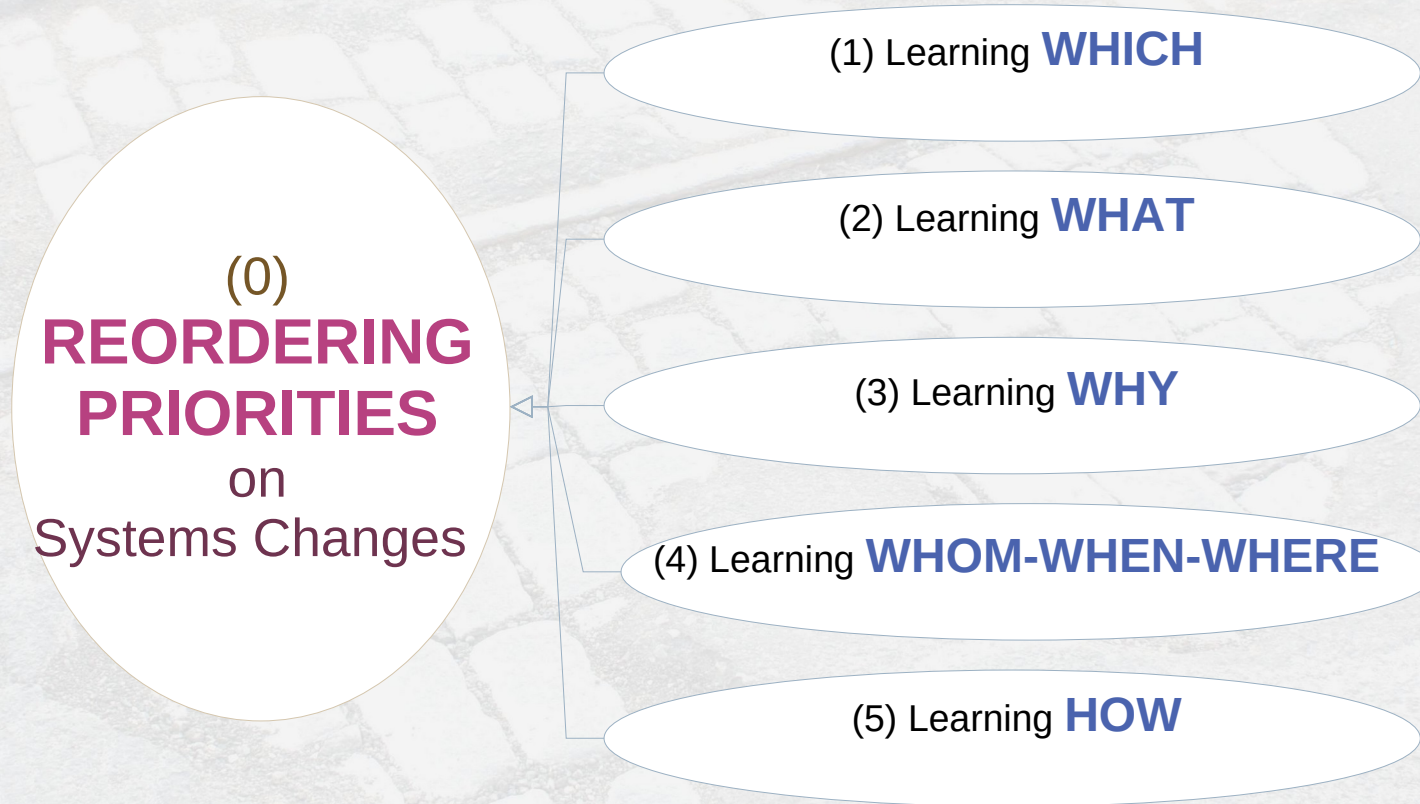 (0)
REORDERING
PRIORITIES
on
Systems Changes
(1) Learning WHICH
(2) Learning WHAT
(3) Learning WHY
(4) Learning WHOM-WHEN-WHERE
(5) Learning HOW